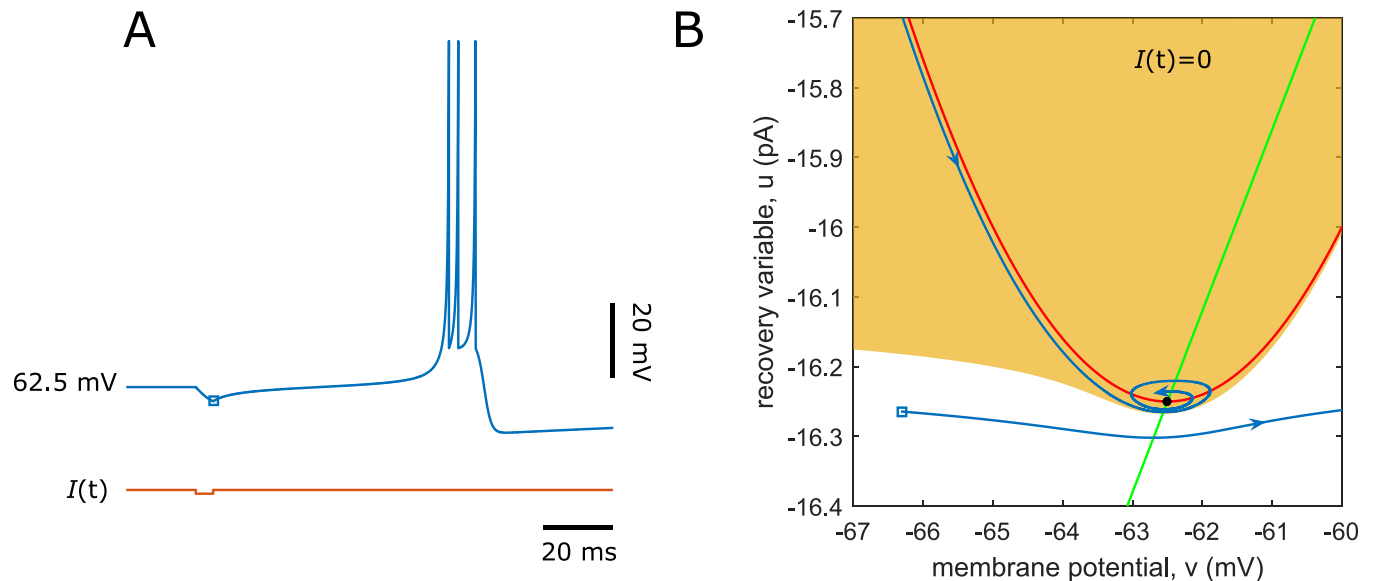 A
20 mV
62.5 mV
I(t)
20 ms
B
I(t)=0
recovery variable, u (pA)
-15.7
-15.8
-15.9
-16
-16.1
-16.2
-16.3
-16.4
-67 -66 -65 -64 -63 -62 -61 -60
membrane potential, v (mV)